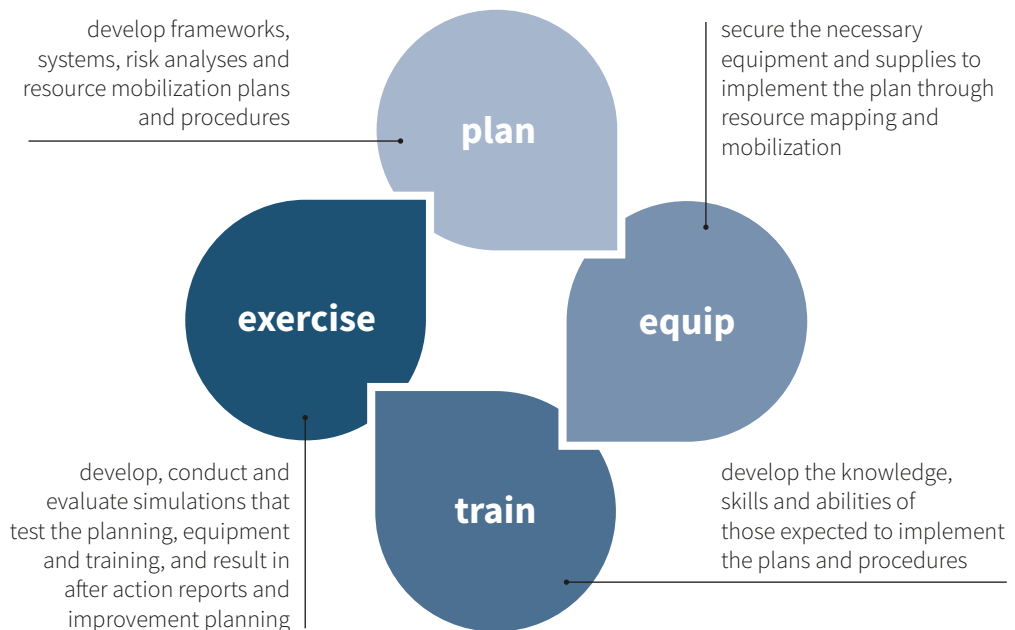 develop frameworks,
systems, risk analyses and
resource mobilization plans
and procedures
plan
secure the necessary
equipment and supplies to
implement the plan through
resource mapping and
mobilization
exercise
equip
develop, conduct and
evaluate simulations that
test the planning, equipment
and training, and result in
after action reports and
improvement planning
train
develop the knowledge,
skills and abilities of
those expected to implement
the plans and procedures